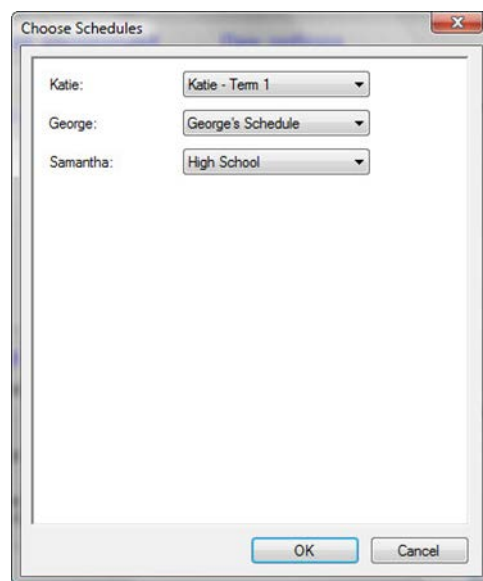 Choose Schedules
Katie: Katie - Term 1
George: George's Schedule
Samantha: High School
OK Cancel